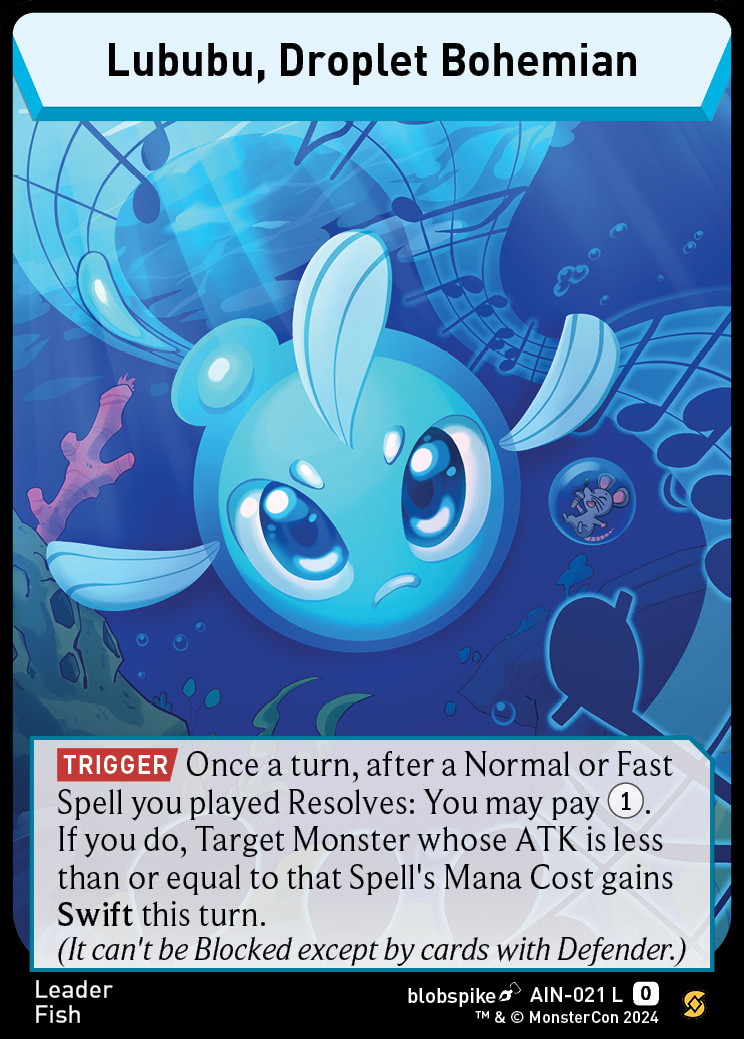 Lububu, Droplet Bohemian
TRIGGER Once a turn, after a Normal or Fast
Spell you played Resolves: You may pay 1.
If you do, Target Monster whose ATK is less
than or equal to that Spell's Mana Cost gains
Swift this turn.
(It can't be Blocked except by cards with Defender.)
Leader
Fish
blobspike AIN-021 L 0
™ & © MonsterCon 2024